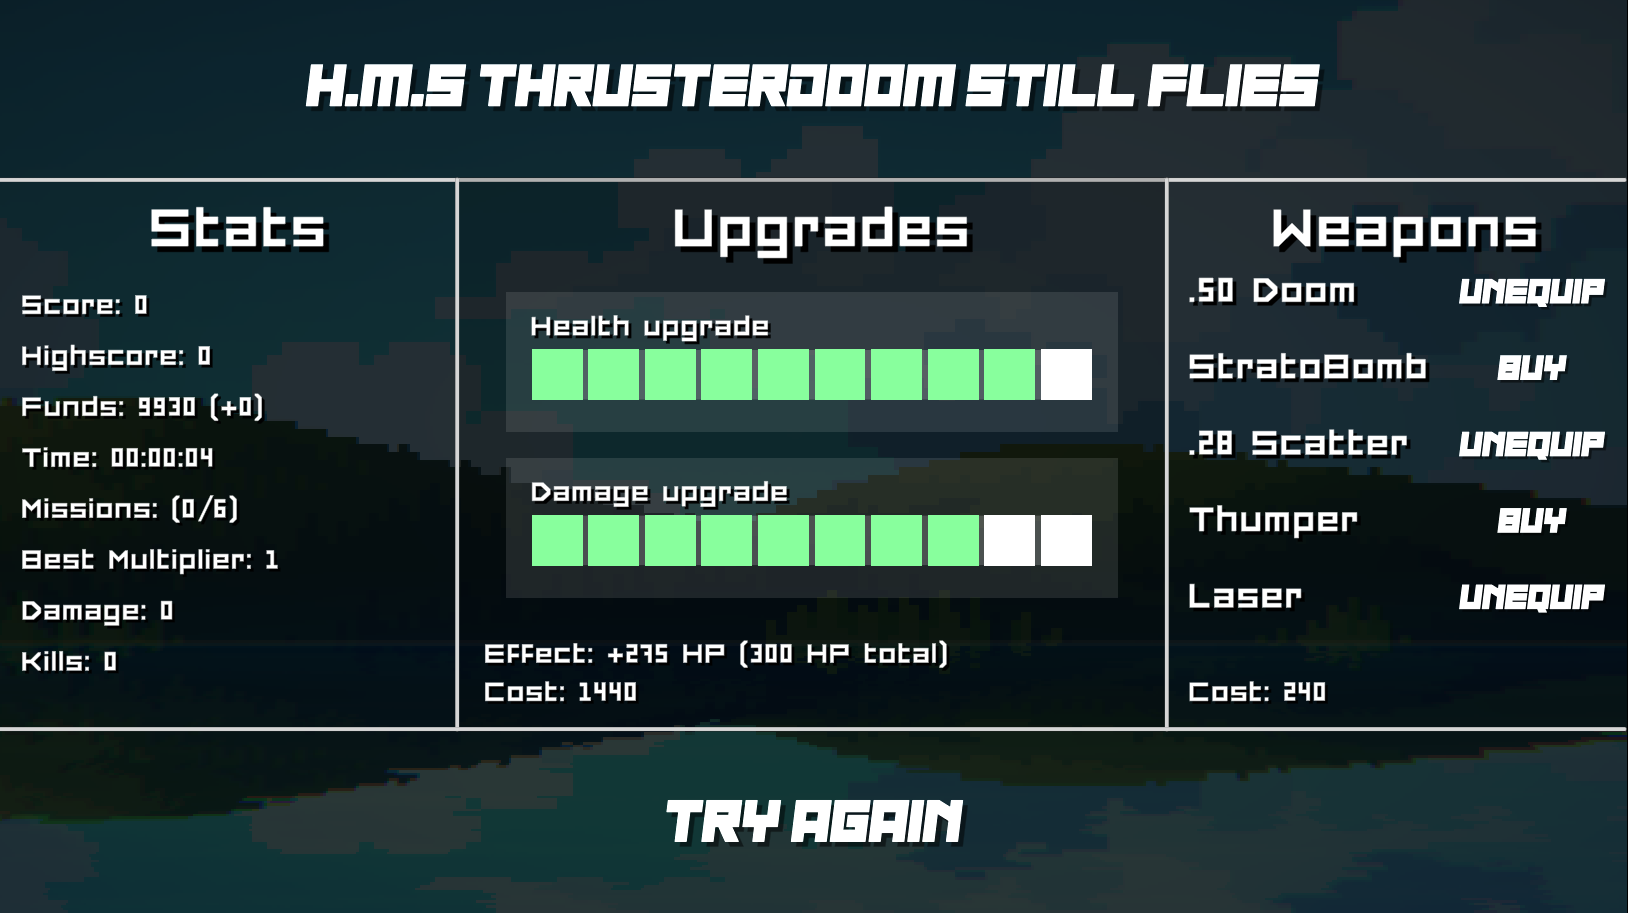 H.M.S THRUSTERDOOM STILL FLIES
Stats
Score: 0
Highscore: 0
Funds: 9930 (+0)
Time: 00:00:04
Missions: (0/6)
Best Multiplier: 1
Damage: 0
Kills: 0
Upgrades
Health upgrade
Damage upgrade
Effect: +275 HP (300 HP total)
Cost: 1440
Weapons
.50 Doom UNEQUIP
StratoBomb BUY
.28 Scatter UNEQUIP
Thumper BUY
Laser UNEQUIP
Cost: 240
TRY AGAIN